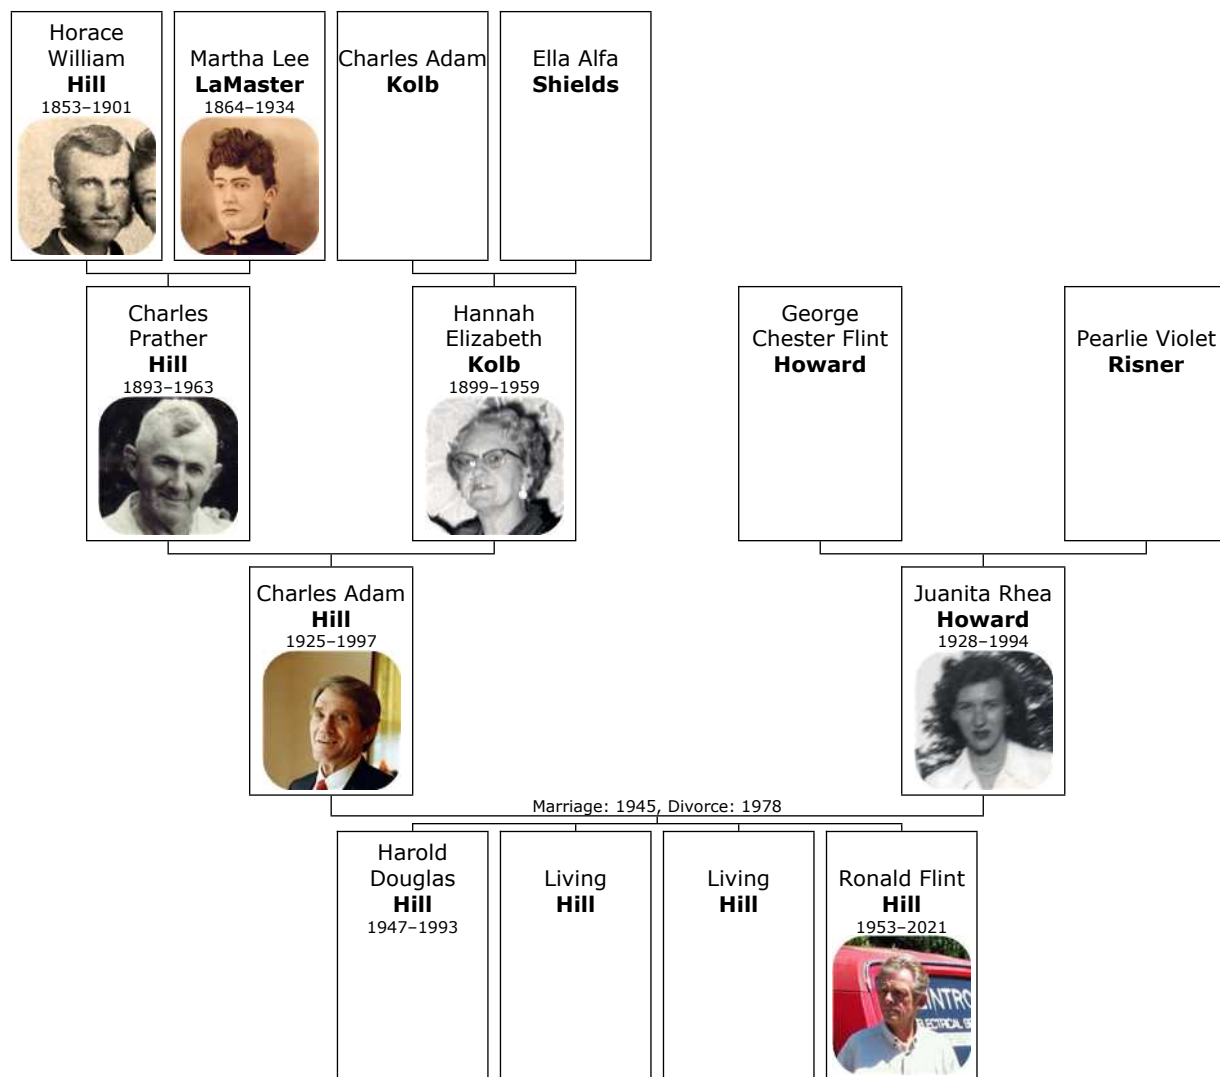 Horace
William
Hill
1853–1901
Martha Lee
LaMaster
1864–1934
Charles Adam
Kolb
Ella Alfa
Shields
Charles
Prather
Hill
1893–1963
Hannah
Elizabeth
Kolb
1899–1959
George
Chester Flint
Howard
Pearlie Violet
Risner
Charles Adam
Hill
1925–1997
Juanita Rhea
Howard
1928–1994
Marriage: 1945, Divorce: 1978
Harold
Douglas
Hill
1947–1993
Living
Hill
Living
Hill
Ronald Flint
Hill
1953–2021
ELECTRICAL